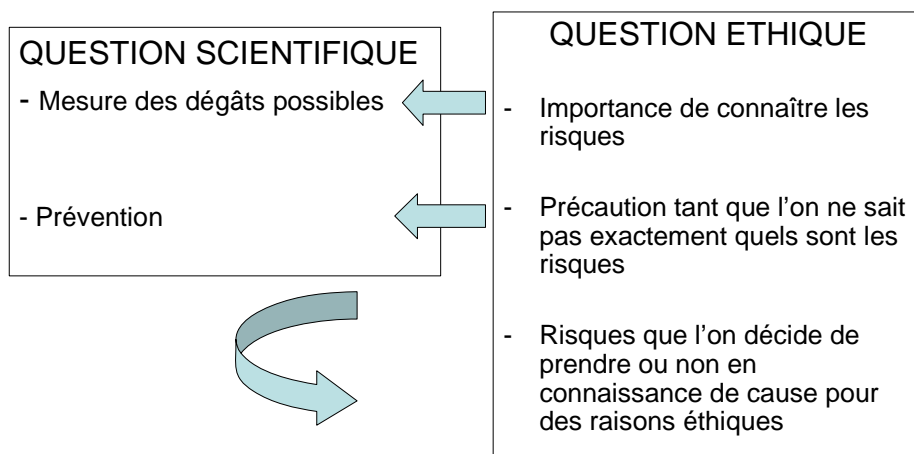 QUESTION SCIENTIFIQUE
- Mesure des dégâts possibles
- Prévention
QUESTION ETHIQUE
- Importance de connaître les
risques
- Précaution tant que l'on ne sait
pas exactement quels sont les
risques
- Risques que l'on décide de
prendre ou non en
connaissance de cause pour
des raisons éthiques